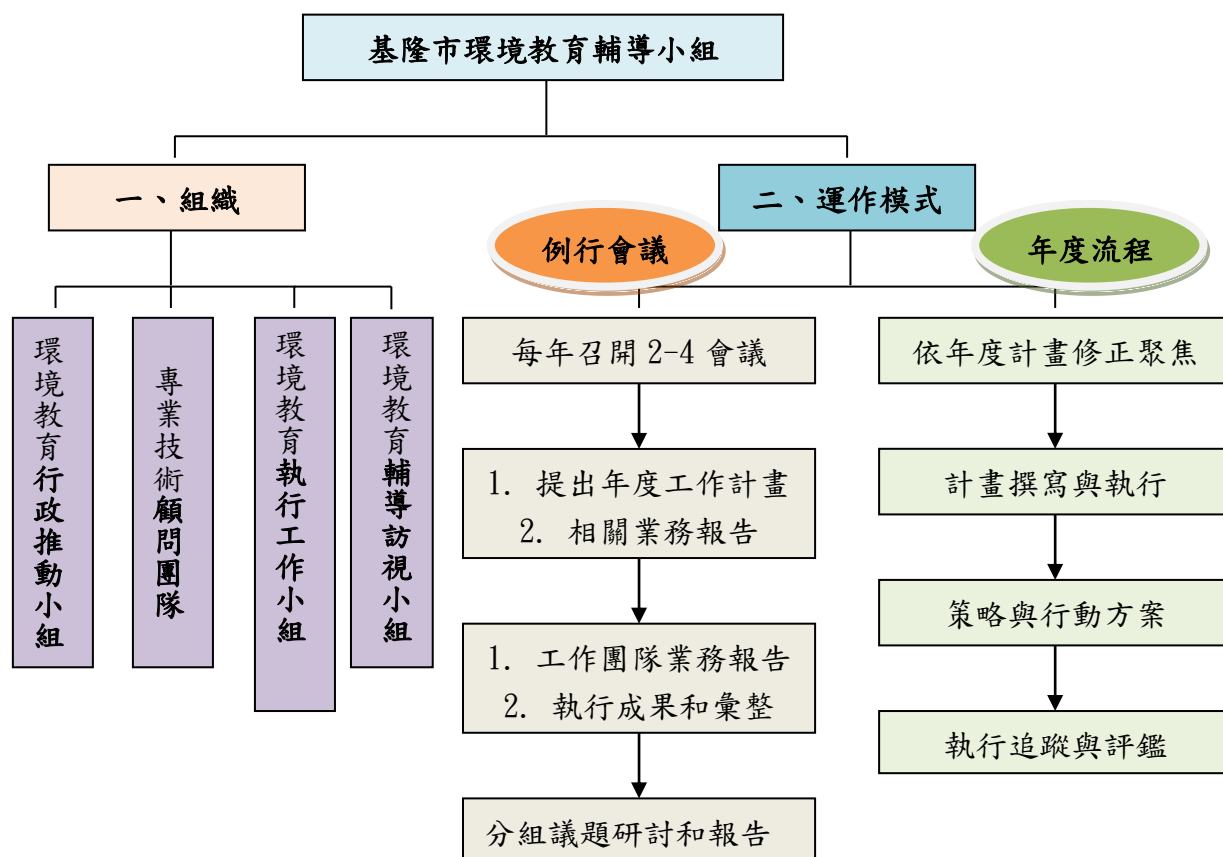 基隆市環境教育輔導小組
一、組織
二、運作模式
例行會議
年度流程
環境教育行政推動小組
專業技術顧問團隊
環境教育執行工作小組
環境教育輔導訪視小組
每年召開 2-4 會議
1. 提出年度工作計畫
2. 相關業務報告
1. 工作團隊業務報告
2. 執行成果和彙整
分組議題研討和報告
依年度計畫修正聚焦
計畫撰寫與執行
策略與行動方案
執行追蹤與評鑑